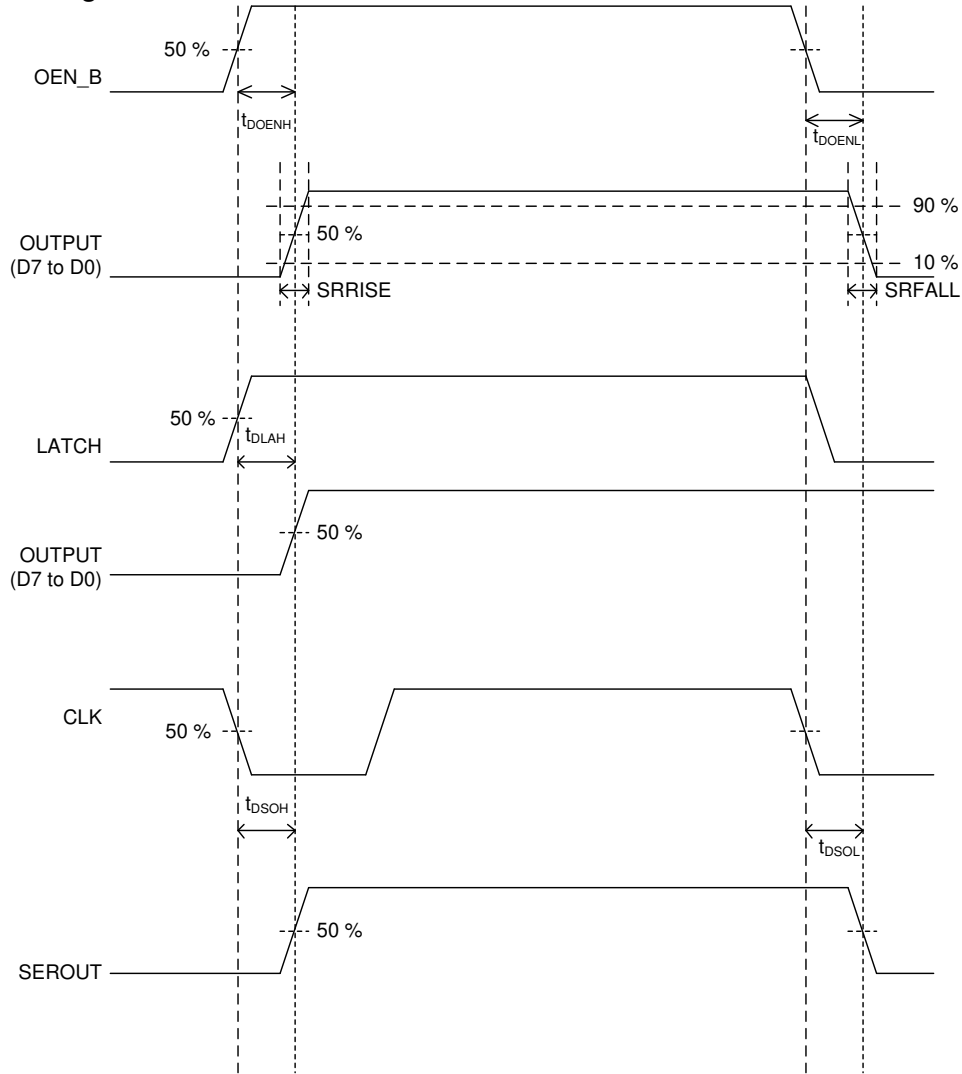 50 %
OEN_B
tDOENH
tDOENL
90 %
50 %
OUTPUT
(D7 to D0)
10 %
SRRISE
SRFALL
50 %
tDLAH
LATCH
50 %
OUTPUT
(D7 to D0)
CLK
50 %
tDSOH
tDSOL
50 %
SEROUT